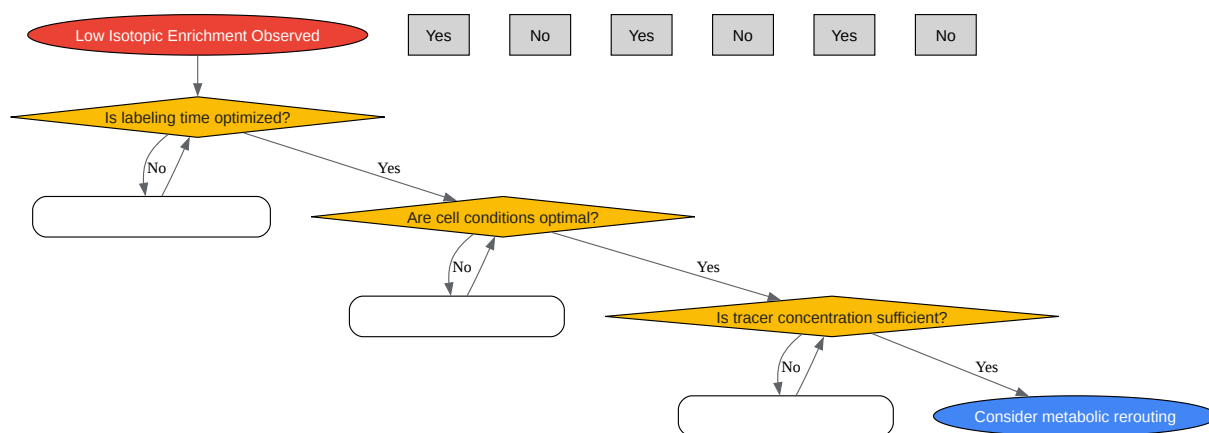 Low Isotopic Enrichment Observed
Yes
No
Yes
No
Yes
No
Is labeling time optimized?
No
Yes
Are cell conditions optimal?
No
Yes
Is tracer concentration sufficient?
No
Yes
Consider metabolic rerouting